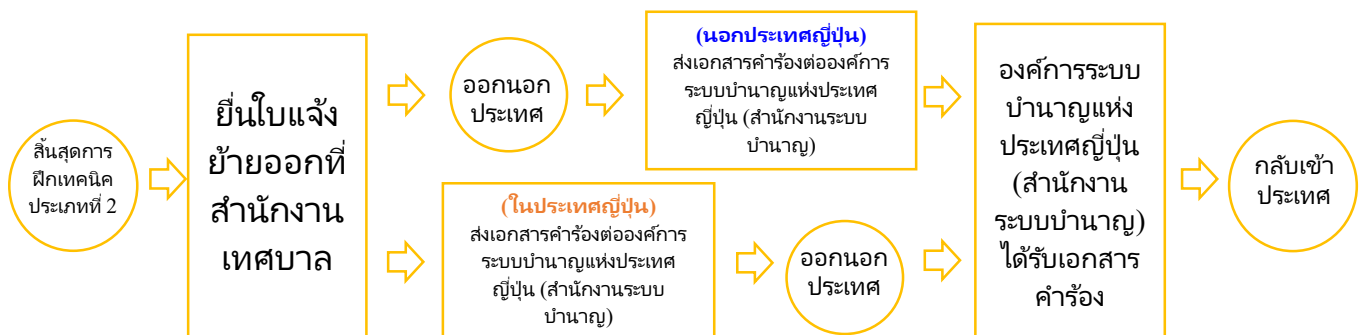 สิ้นสุดการ
ฝึกเทคนิค
ประเภทที่ 2
ยื่นใบแจ้ง
ย้ายออกที่
สำนักงาน
เทศบาล
ออกนอก
ประเทศ
(นอกประเทศญี่ปุ่น)
ส่งเอกสารคำร้องต่อองค์การ
ระบบบำนาญแห่งประเทศ
ญี่ปุ่น (สำนักงานระบบ
บำนาญ)
(ในประเทศญี่ปุ่น)
ส่งเอกสารคำร้องต่อองค์การ
ระบบบำนาญแห่งประเทศ
ญี่ปุ่น (สำนักงานระบบ
บำนาญ)
ออกนอก
ประเทศ
องค์การระบบ
บำนาญแห่ง
ประเทศญี่ปุ่น
(สำนักงาน
ระบบบำนาญ)
ได้รับเอกสาร
คำร้อง
กลับเข้า
ประเทศ